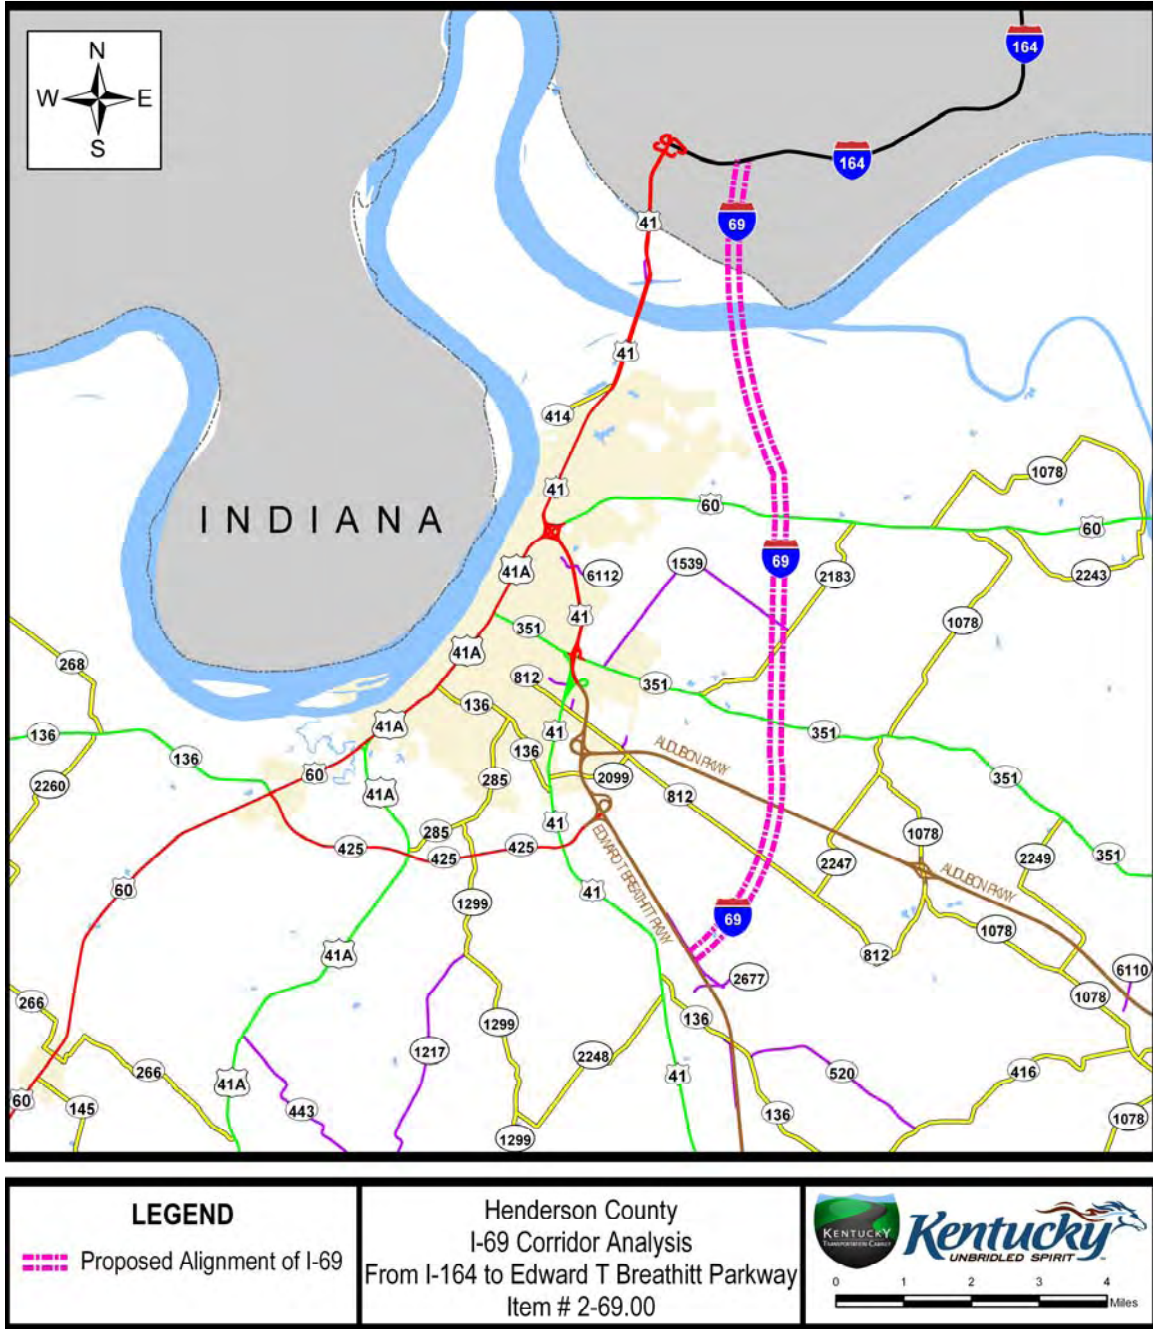 N
W E
S
164
164
69
41
41
414
41
1078
60
60
INDIANA
69
41A
6112
1539
2183
2243
41
351
1078
41A
268
812
351
136
41A
41
351
136
136
136
AUDUBON PKWY
60
285
2099
351
2260
41A
812
41
1078
285
425
425
425
EDWARD T BREATHITT PKWY
2247
2249
351
AUDUBON PKWY
60
41
1299
69
1078
41A
812
2677
6110
1078
266
136
1299
1217
2248
266
520
416
41A
41
60
145
443
136
1078
1299
LEGEND
Proposed Alignment of I-69
Henderson County
I-69 Corridor Analysis
From I-164 to Edward T Breathitt Parkway
Item # 2-69.00
KENTUCKY
TRANSPORTATION CABINET
Kentucky
UNBRIDLED SPIRIT
0 1 2 3 4
Miles